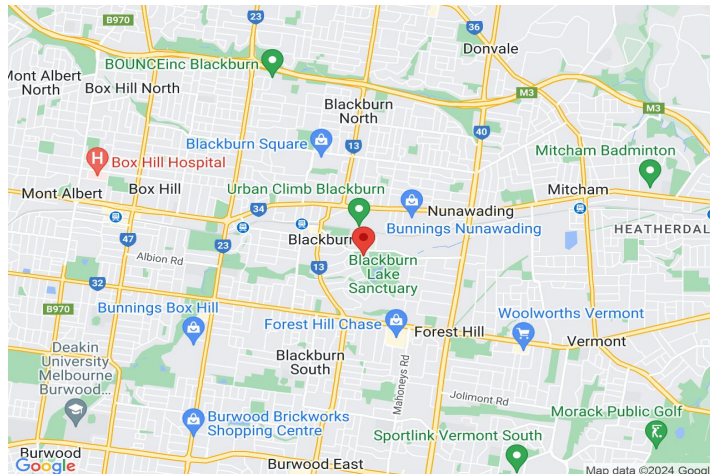 23
B970
36
Donvale
BOUNCEinc Blackburn
Mont Albert
North
Box Hill North
M3
M3
Blackburn
North
Blackburn Square
13
40
Mitcham Badminton
H
Box Hill Hospital
Mont Albert
Box Hill
Urban Climb Blackburn
Mitcham
34
Nunawading
Bunnings Nunawading
HEATHERDAL
47
23
Blackburn
Albion Rd
13
Blackburn
Lake
Sanctuary
32
B970
Bunnings Box Hill
Forest Hill Chase
Forest Hill
Woolworths Vermont
Vermont
Deakin
University
Melbourne
Burwood...
Blackburn
South
Mahoneys Rd
Jolimont Rd
Burwood Brickworks
Shopping Centre
Morack Public Golf
Sportlink Vermont South
Burwood
Burwood East
Google
Map data ©2024 Goog